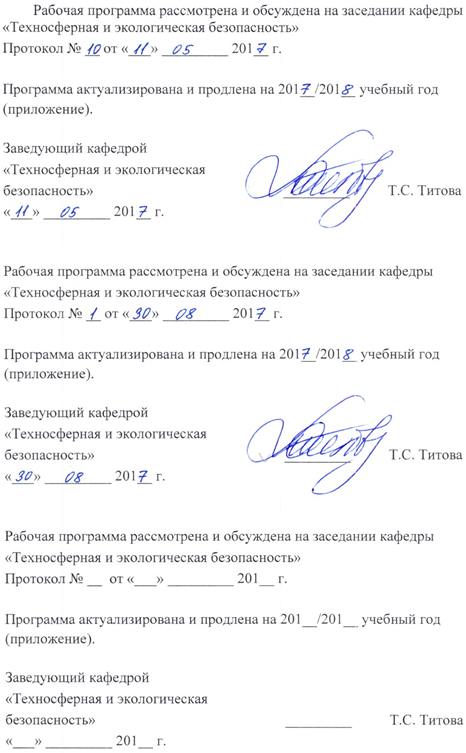 Рабочая программа рассмотрена и обсуждена на заседании кафедры
«Техносферная и экологическая безопасность»
Протокол № 10 от «11» 05 2017 г.
Программа актуализирована и продлена на 2017/2018 учебный год
(приложение).
Заведующий кафедрой
«Техносферная и экологическая
безопасность» Т.С. Титова
«11» 05 2017 г.
Рабочая программа рассмотрена и обсуждена на заседании кафедры
«Техносферная и экологическая безопасность»
Протокол № 1 от «30» 08 2017 г.
Программа актуализирована и продлена на 2017/2018 учебный год
(приложение).
Заведующий кафедрой
«Техносферная и экологическая
безопасность» Т.С. Титова
«30» 08 2017 г.
Рабочая программа рассмотрена и обсуждена на заседании кафедры
«Техносферная и экологическая безопасность»
Протокол № __ от «___» _________ 201__ г.
Программа актуализирована и продлена на 201__/201__ учебный год
(приложение).
Заведующий кафедрой
«Техносферная и экологическая
безопасность» _________ Т.С. Титова
«___» _________ 201__ г.